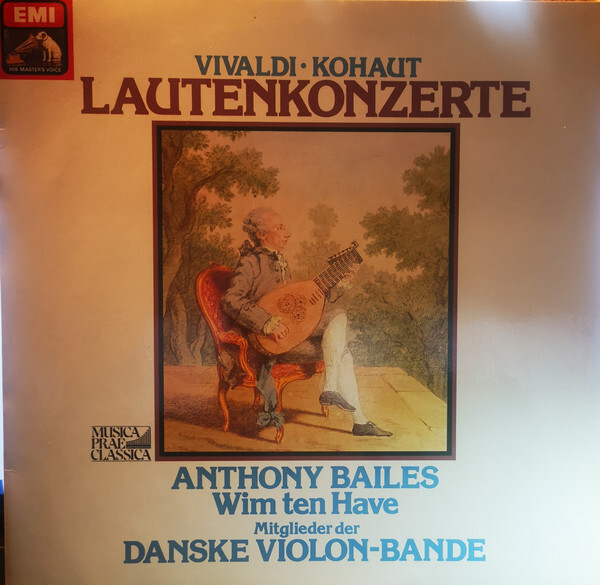 EMI
HIS MASTER'S VOICE
VIVALDI · KOHAUT
LAUTENKONZERTE
MUSICA
PRAE
CLASSICA
ANTHONY BAILES
Wim ten Have
Mitglieder der
DANSKE VIOLON-BANDE